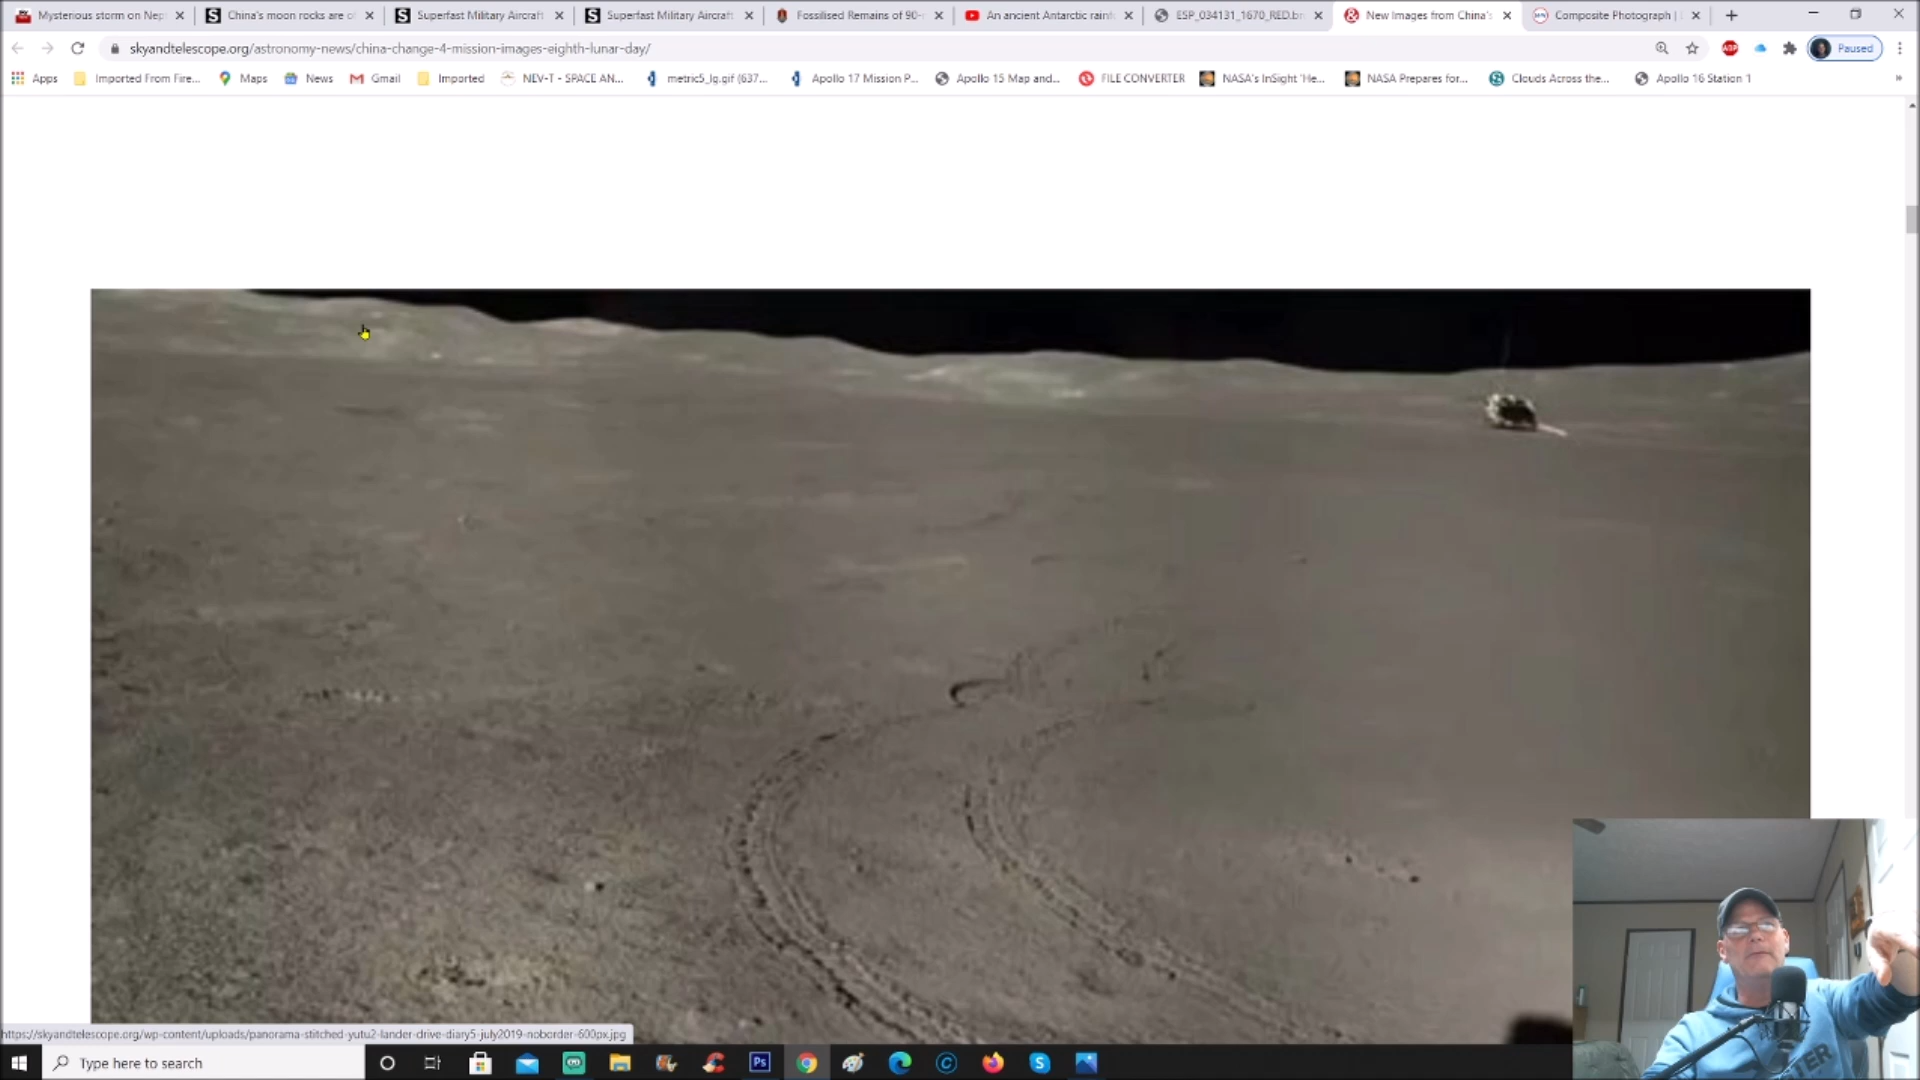 Mysterious storm on Nep
China's moon rocks are o
Superfast Military Aircraft
Superfast Military Aircraft
Fossilised Remains of 90-
An ancient Antarctic rainf
ESP_034131_1670_RED.br
New Images from China's
Composite Photograph |
skyandtelescope.org/astronomy-news/china-change-4-mission-images-eighth-lunar-day/
ABP
Paused
Apps
Imported From Fire...
Maps
News
Gmail
Imported
NEV-T - SPACE AN...
metric5_lg.gif (637...
Apollo 17 Mission P...
Apollo 15 Map and...
FILE CONVERTER
NASA's InSight 'He...
NASA Prepares for...
Clouds Across the...
Apollo 16 Station 1
https://skyandtelescope.org/wp-content/uploads/panorama-stitched-yutu2-lander-drive-diary5-july2019-noborder-600px.jpg
Type here to search
Ps